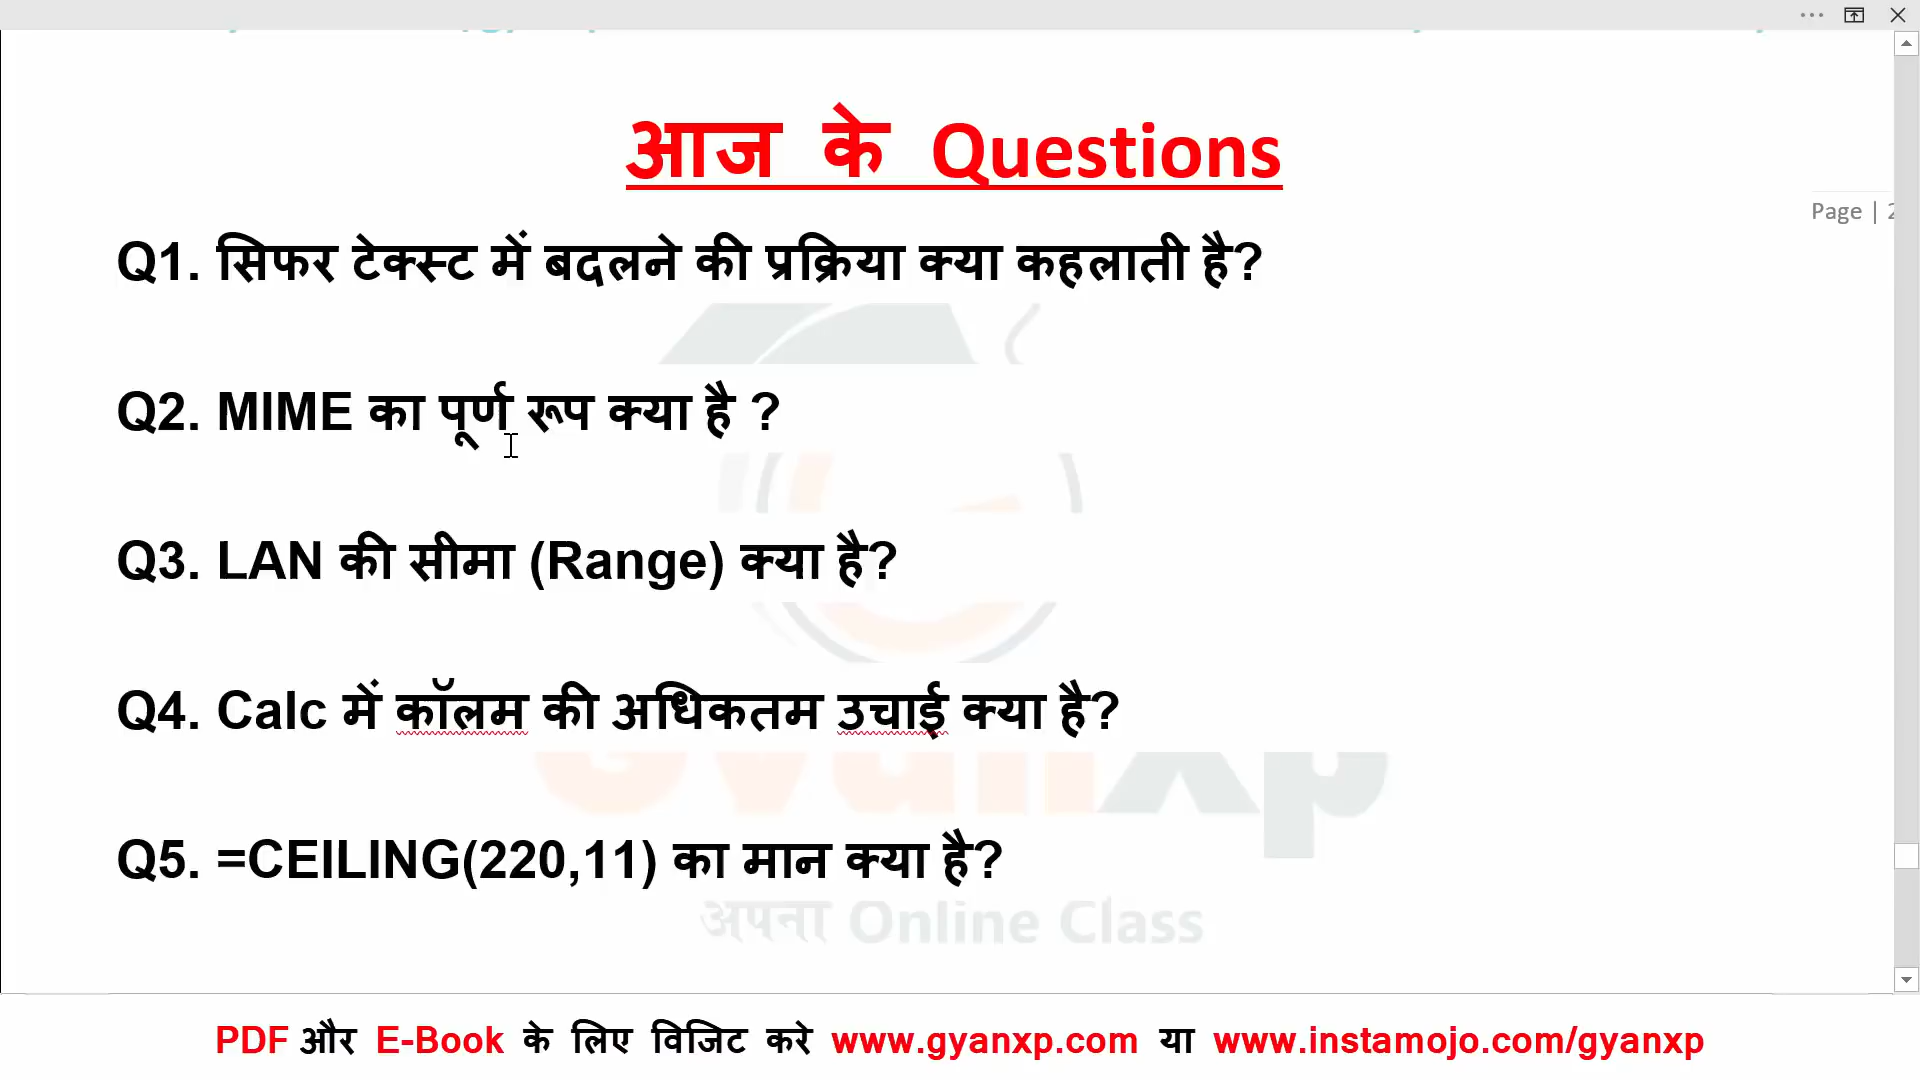 आज के Questions
Page | 2
Q1. सिफर टेक्स्ट में बदलने की प्रक्रिया क्या कहलाती है?
Q2. MIME का पूर्ण रूप क्या है ?
Q3. LAN की सीमा (Range) क्या है?
Q4. Calc में कॉलम की अधिकतम उचाई क्या है?
Gyanxp
Q5. =CEILING(220,11) का मान क्या है?
अपना Online Class
PDF और E-Book के लिए विजिट करे www.gyanxp.com या www.instamojo.com/gyanxp